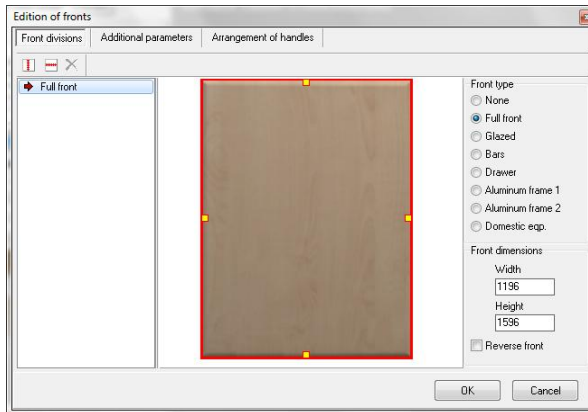 Edition of fronts
Front divisions Additional parameters Arrangement of handles
Full front
Front type
None
Full front
Glazed
Bars
Drawer
Aluminum frame 1
Aluminum frame 2
Domestic eqp.
Front dimensions
Width
1196
Height
1596
Reverse front
OK Cancel